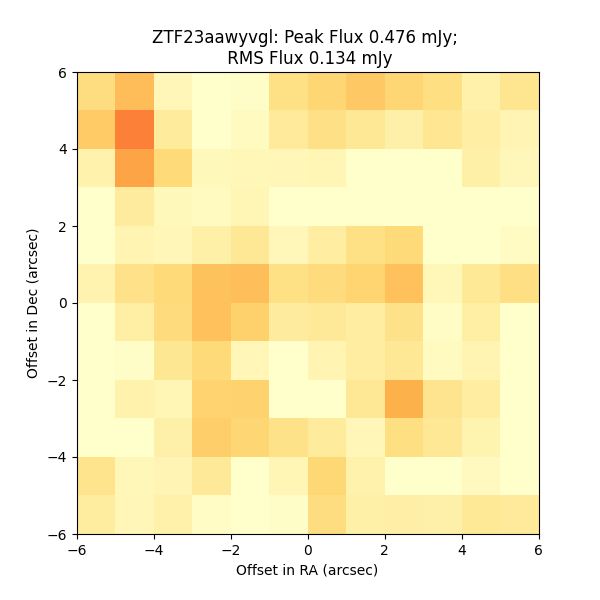 ZTF23aawyvgl: Peak Flux 0.476 mJy;
RMS Flux 0.134 mJy
6
4
2
0
−2
−4
−6
Offset in Dec (arcsec)
−6 −4 −2 0 2 4 6
Offset in RA (arcsec)